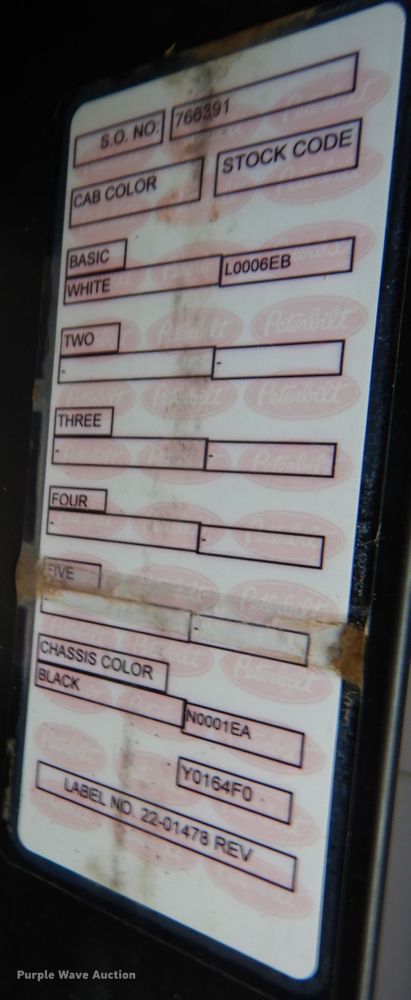 S.O. NO. 766391
CAB COLOR STOCK CODE
BASIC
WHITE L0006EB
TWO
- -
THREE
- -
FOUR
- -
FIVE
- -
CHASSIS COLOR
BLACK N0001EA
Y0164F0
LABEL NO. 22-01478 REV
Peterbilt
Purple Wave Auction